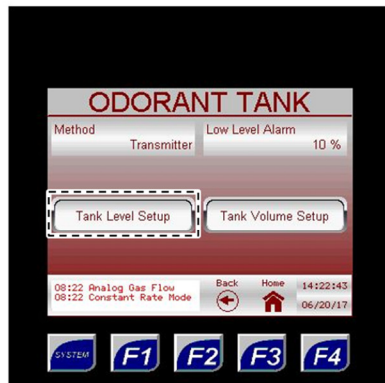 ODORANT TANK
Method
Transmitter
Low Level Alarm
10 %
Tank Level Setup
Tank Volume Setup
08:22 Analog Gas Flow
08:22 Constant Rate Mode
Back
Home
14:22:43
06/20/17
SYSTEM
F1
F2
F3
F4